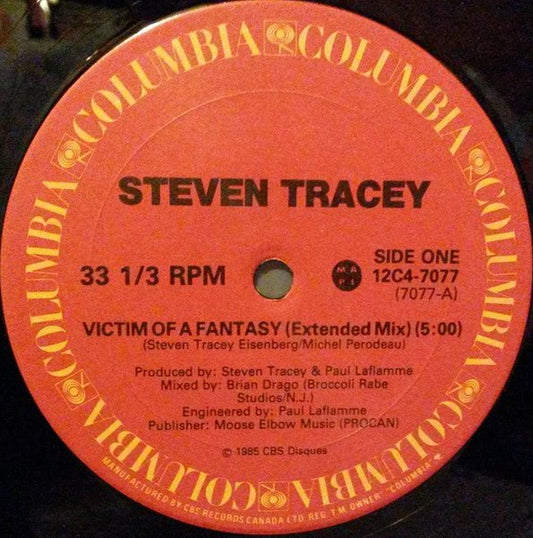 COLUMBIA COLUMBIA COLUMBIA COLUMBIA COLUMBIA COLUMBIA
STEVEN TRACEY
33 1/3 RPM
MAPL
SIDE ONE
12C4-7077
(7077-A)
VICTIM OF A FANTASY (Extended Mix) (5:00)
(Steven Tracey Eisenberg/Michel Perodeau)
Produced by: Steven Tracey & Paul Laflamme
Mixed by: Brian Drago (Broccoli Rabe
Studios/N.J.)
Engineered by: Paul Laflamme
Publisher: Moose Elbow Music (PROCAN)
© 1985 CBS Disques
MANUFACTURED BY CBS RECORDS CANADA LTD. REG. T.M. OWNER "COLUMBIA"